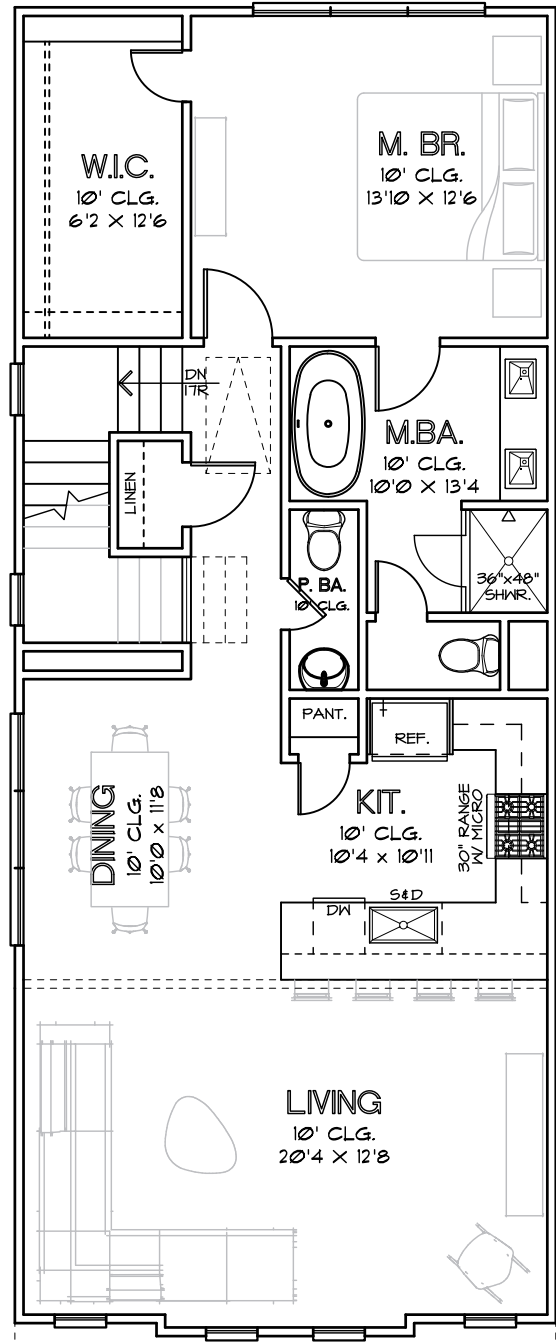 W.I.C.
10' CLG.
6'2 X 12'6
M. BR.
10' CLG.
13'10 X 12'6
DN
17R
LINEN
M.BA.
10' CLG.
10'0 X 13'4
P. BA.
10' CLG.
36"x48"
SHWR.
PANT.
REF.
DINING
10' CLG.
10'0 x 11'8
KIT.
10' CLG.
10'4 x 10'11
30" RANGE
W/ MICRO
S&D
DW
LIVING
10' CLG.
20'4 X 12'8